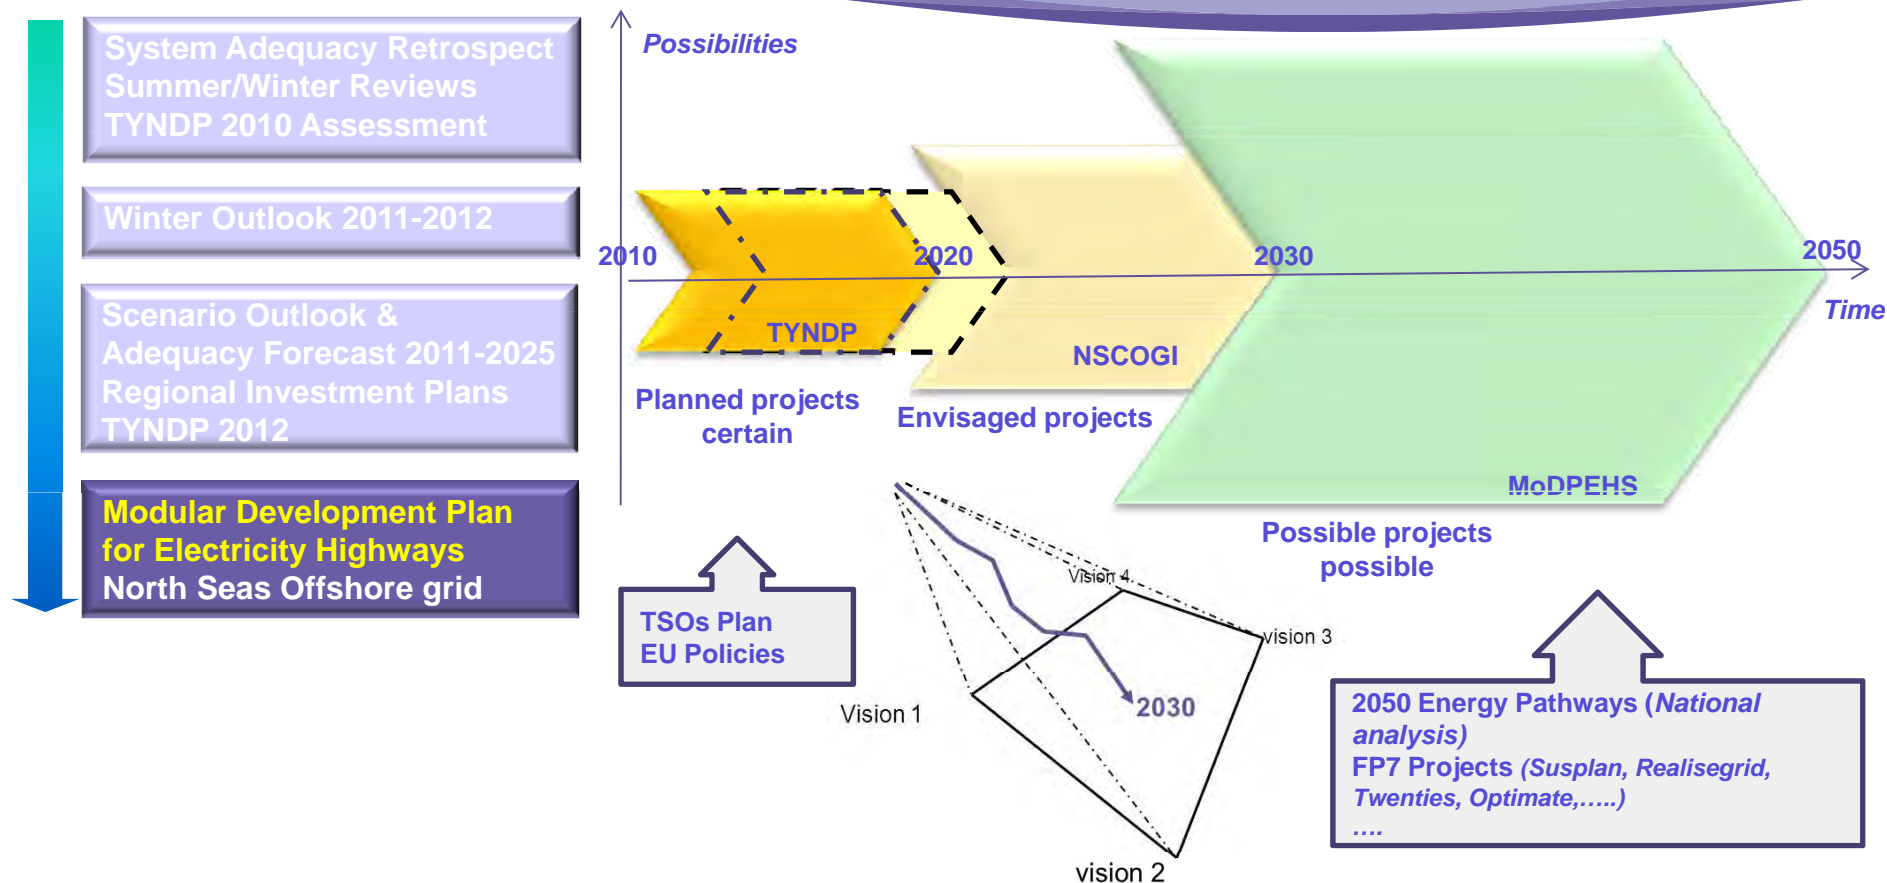 System Adequacy Retrospect
Summer/Winter Reviews
TYNDP 2010 Assessment
Winter Outlook 2011-2012
Scenario Outlook &
Adequacy Forecast 2011-2025
Regional Investment Plans
TYNDP 2012
Modular Development Plan
for Electricity Highways
North Seas Offshore grid
Possibilities
2010
2020
2030
2050
Time
TYNDP
NSCOGI
MoDPEHS
Planned projects
certain
Envisaged projects
Possible projects
possible
TSOs Plan
EU Policies
Vision 4
vision 3
Vision 1
2030
vision 2
2050 Energy Pathways (National
analysis)
FP7 Projects (Susplan, Realisegrid,
Twenties, Optimate,…..)
….